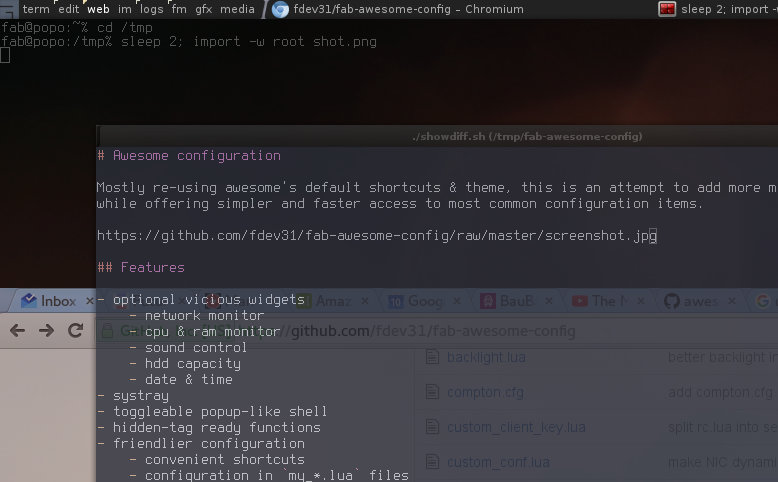 term edit web im logs fm gfx media fdev31/fab-awesome-config – Chromium sleep 2; import -w
fab@popo:~% cd /tmp
fab@popo:/tmp% sleep 2; import -w root shot.png
./showdiff.sh (/tmp/fab-awesome-config)
# Awesome configuration
Mostly re-using awesome's default shortcuts & theme, this is an attempt to add more m
while offering simpler and faster access to most common configuration items.
https://github.com/fdev31/fab-awesome-config/raw/master/screenshot.jpg
## Features
Inbox × Amaz × Goog × BauB × The N × awes ×
- optional vicious widgets
- network monitor
github.com/fdev31/fab-awesome-config
- cpu & ram monitor
- sound control
backlight.lua better backlight in
- hdd capacity
- date & time
compton.cfg add compton.cfg
- systray
- toggleable popup-like shell
- hidden-tag ready functions
custom_client_key.lua split rc.lua into se
- friendlier configuration
- convenient shortcuts
custom_conf.lua make NIC dynami
- configuration in `my_*.lua` files